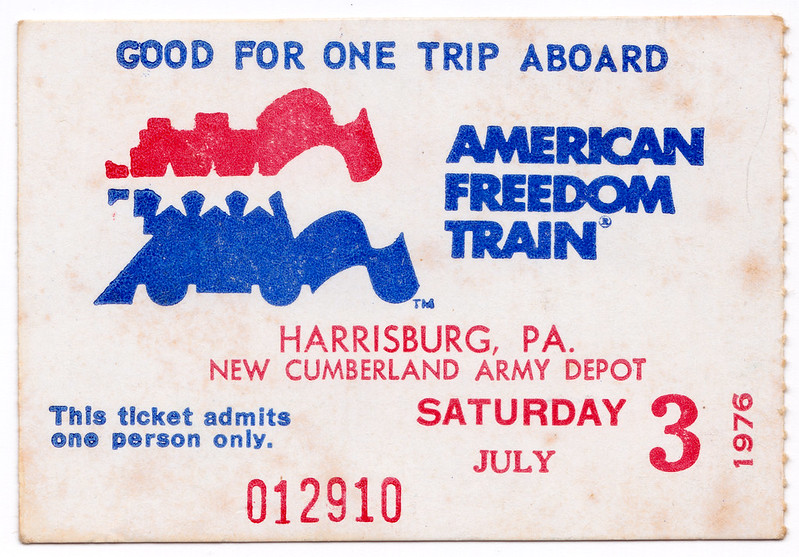 GOOD FOR ONE TRIP ABOARD
AMERICAN
FREEDOM
TRAIN®
TM
HARRISBURG, PA.
NEW CUMBERLAND ARMY DEPOT
This ticket admits
one person only.
SATURDAY 3
JULY
1976
012910